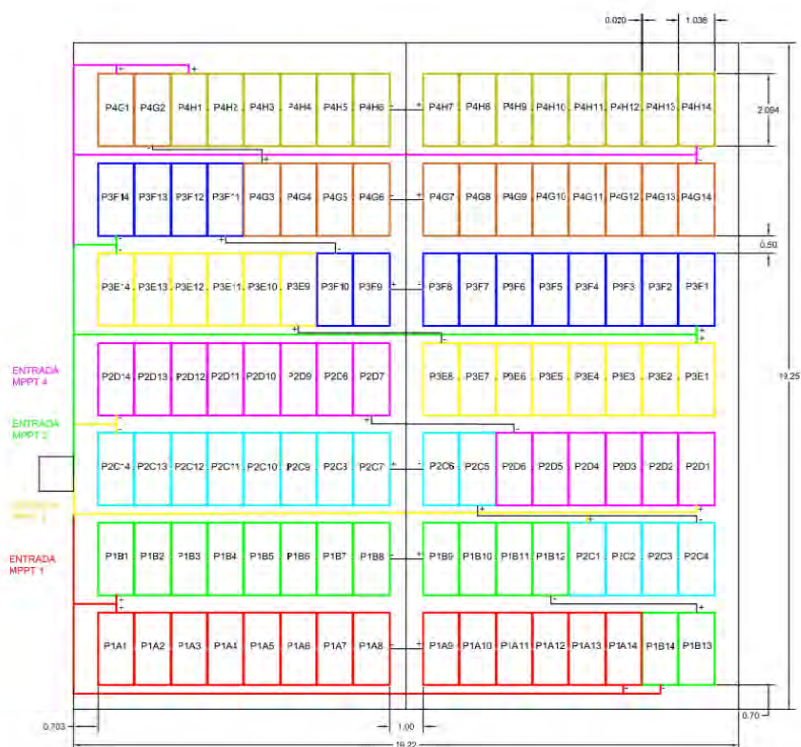 0.020 1.038
P4G1 P4G2 P4H1 P4H2 P4H3 P4H4 P4H5 P4H6 P4H7 P4H8 P4H9 P4H10 P4H11 P4H12 P4H13 P4H14
2.094
P3F14 P3F13 P3F12 P3F11 P4G3 P4G4 P4G5 P4G6 P4G7 P4G8 P4G9 P4G10 P4G11 P4G12 P4G13 P4G14
0.50
P3E14 P3E13 P3E12 P3E11 P3E10 P3E9 P3F10 P3F9 P3F8 P3F7 P3F6 P3F5 P3F4 P3F3 P3F2 P3F1
19.25
ENTRADA
MPPT 4
P2D14 P2D13 P2D12 P2D11 P2D10 P2D9 P2D8 P2D7 P3E8 P3E7 P3E6 P3E5 P3E4 P3E3 P3E2 P3E1
ENTRADA
MPPT 3
P2C14 P2C13 P2C12 P2C11 P2C10 P2C9 P2C8 P2C7 P2C6 P2C5 P2D6 P2D5 P2D4 P2D3 P2D2 P2D1
ENTRADA
MPPT 1
P1B1 P1B2 P1B3 P1B4 P1B5 P1B6 P1B7 P1B8 P1B9 P1B10 P1B11 P1B12 P2C1 P2C2 P2C3 P2C4
P1A1 P1A2 P1A3 P1A4 P1A5 P1A6 P1A7 P1A8 P1A9 P1A10 P1A11 P1A12 P1A13 P1A14 P1B14 P1B13
0.703 1.00 0.70
19.22